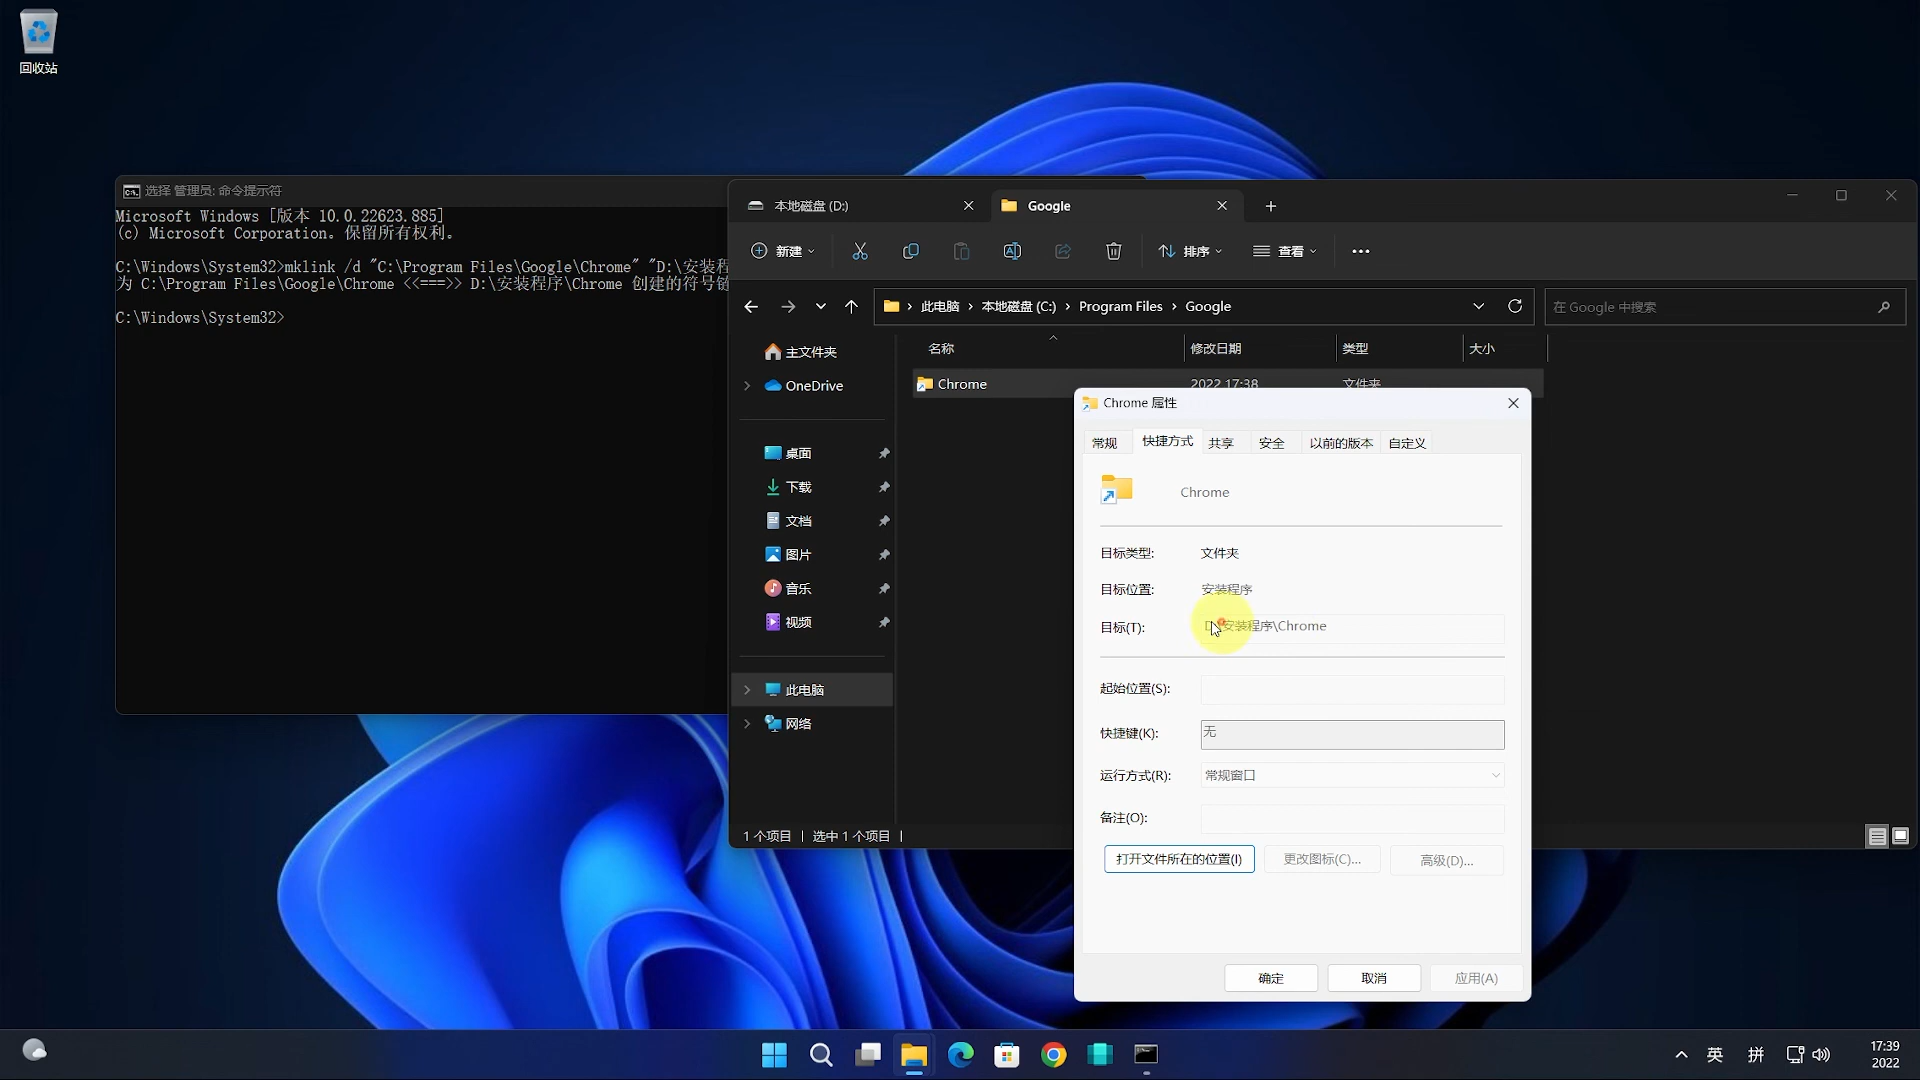 回收站
选择 管理员: 命令提示符
Microsoft Windows [版本 10.0.22623.885]
(c) Microsoft Corporation。保留所有权利。
C:\Windows\System32>mklink /d "C:\Program Files\Google\Chrome" "D:\安装程
为 C:\Program Files\Google\Chrome <<===>> D:\安装程序\Chrome 创建的符号链
C:\Windows\System32>
本地磁盘 (D:)
Google
新建
排序
查看
此电脑 › 本地磁盘 (C:) › Program Files › Google
在 Google 中搜索
主文件夹
OneDrive
桌面
下载
文档
图片
音乐
视频
此电脑
网络
名称 修改日期 类型 大小
Chrome 2022 17:38 文件夹
1 个项目 选中 1 个项目
Chrome 属性
常规 快捷方式 共享 安全 以前的版本 自定义
Chrome
目标类型: 文件夹
目标位置: 安装程序
目标(T): D:\安装程序\Chrome
起始位置(S):
快捷键(K): 无
运行方式(R): 常规窗口
备注(O):
打开文件所在的位置(I) 更改图标(C)... 高级(D)...
确定 取消 应用(A)
英 拼
17:39
2022